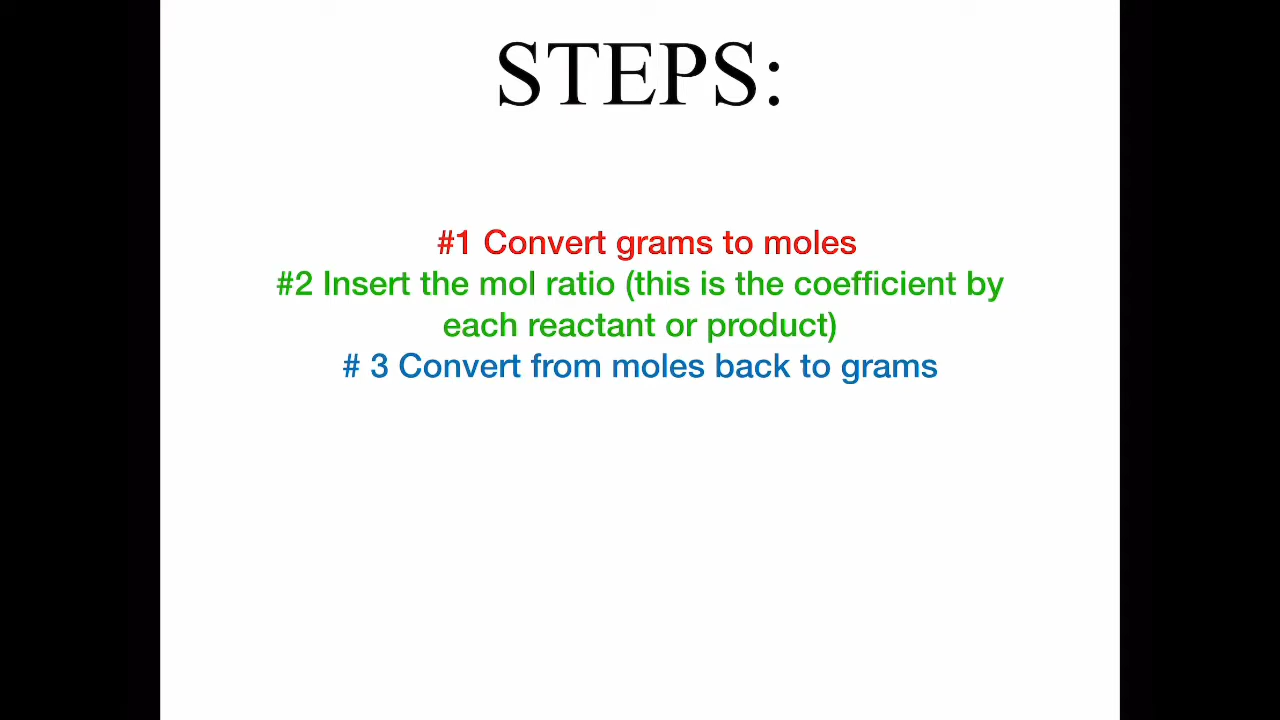 STEPS:
#1 Convert grams to moles
#2 Insert the mol ratio (this is the coefficient by
each reactant or product)
# 3 Convert from moles back to grams